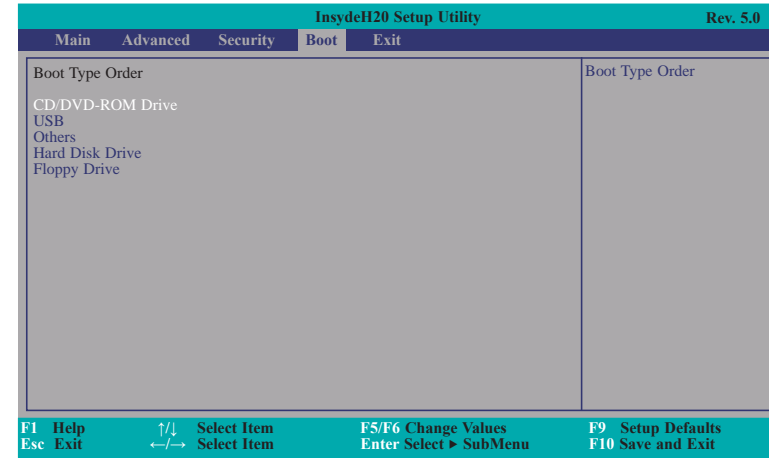 InsydeH20 Setup Utility Rev. 5.0
Main Advanced Security Boot Exit
Boot Type Order
CD/DVD-ROM Drive
USB
Others
Hard Disk Drive
Floppy Drive
Boot Type Order
F1 Help ↑/↓ Select Item F5/F6 Change Values F9 Setup Defaults
Esc Exit ←/→ Select Item Enter Select ► SubMenu F10 Save and Exit